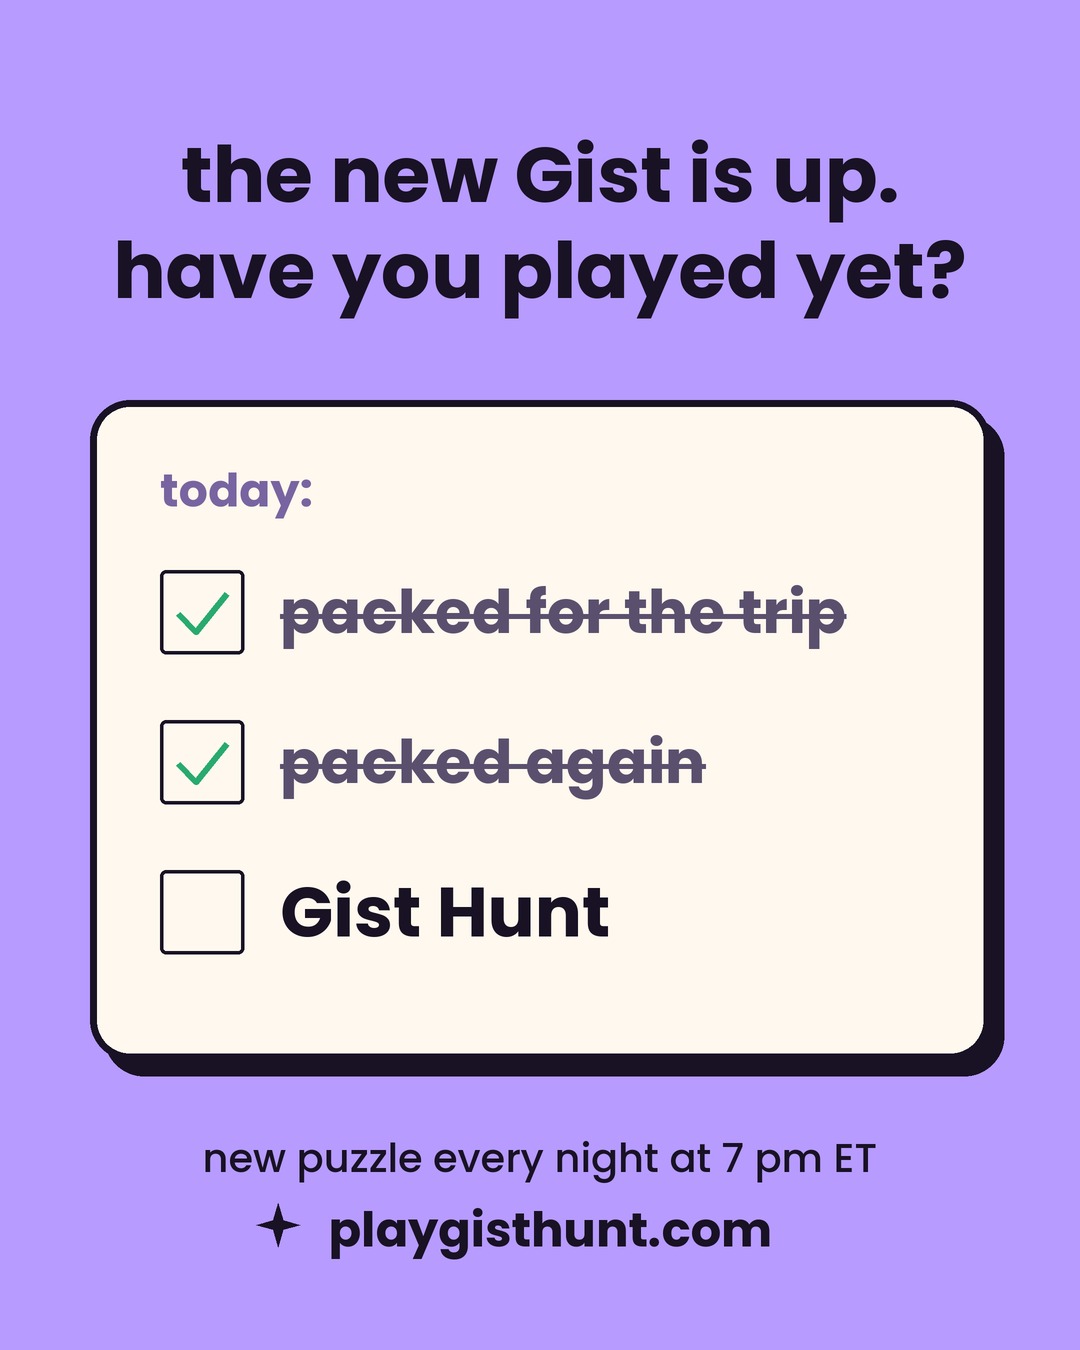 the new Gist is up.
have you played yet?
today:
packed for the trip
packed again
Gist Hunt
new puzzle every night at 7 pm ET
playgisthunt.com